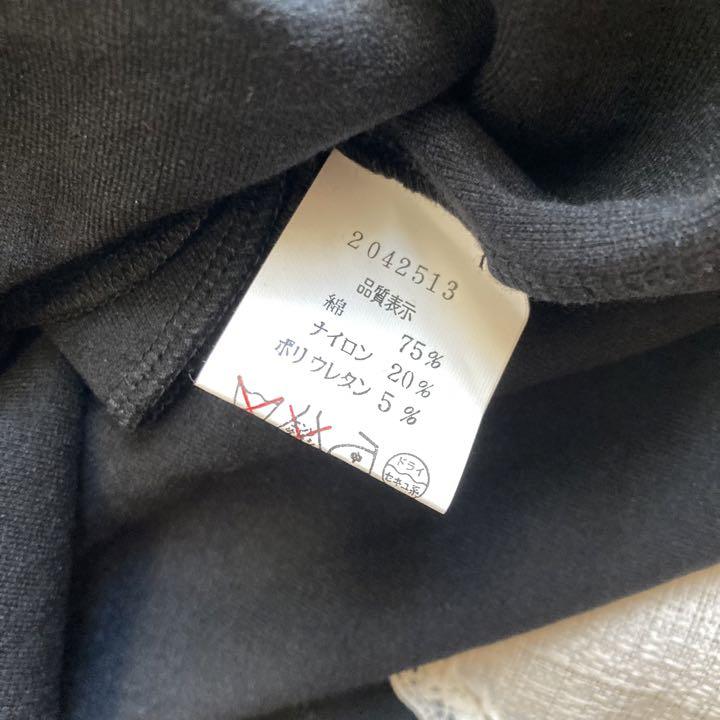 2042513
品質表示
綿 75%
ナイロン 20%
ポリウレタン 5%
中
ドライ
セキユ系